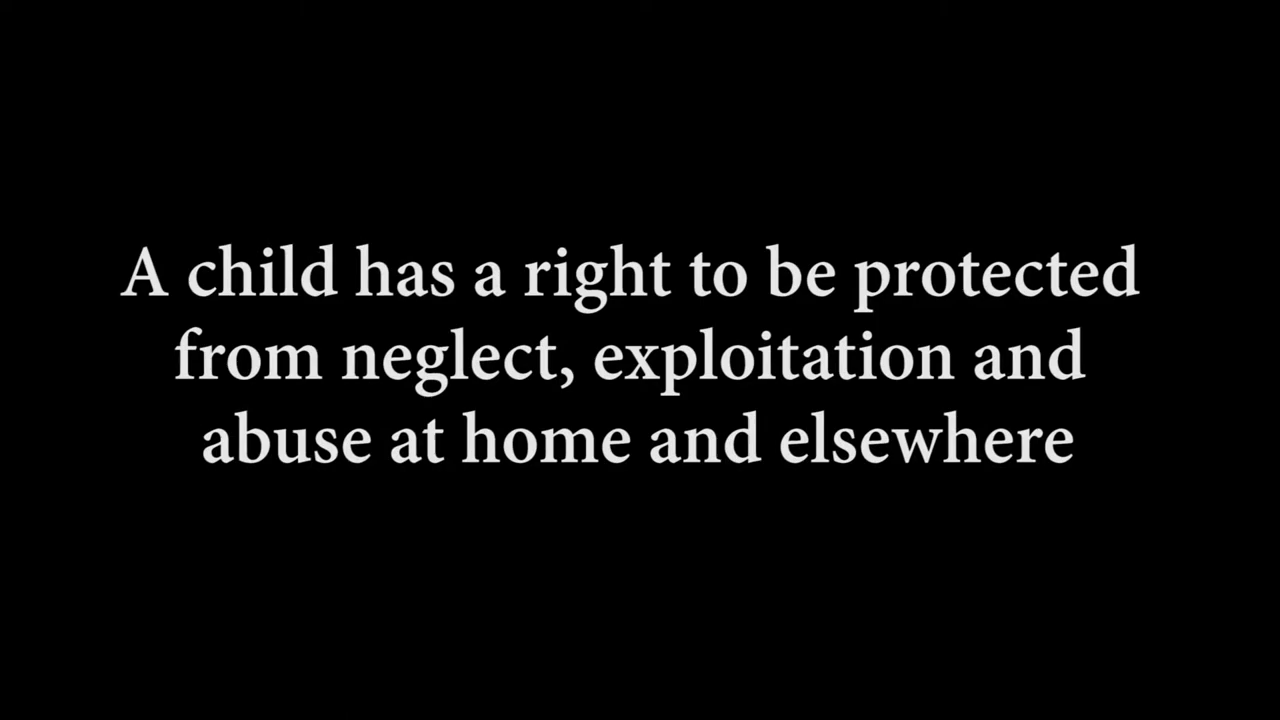 A child has a right to be protected
from neglect, exploitation and
abuse at home and elsewhere